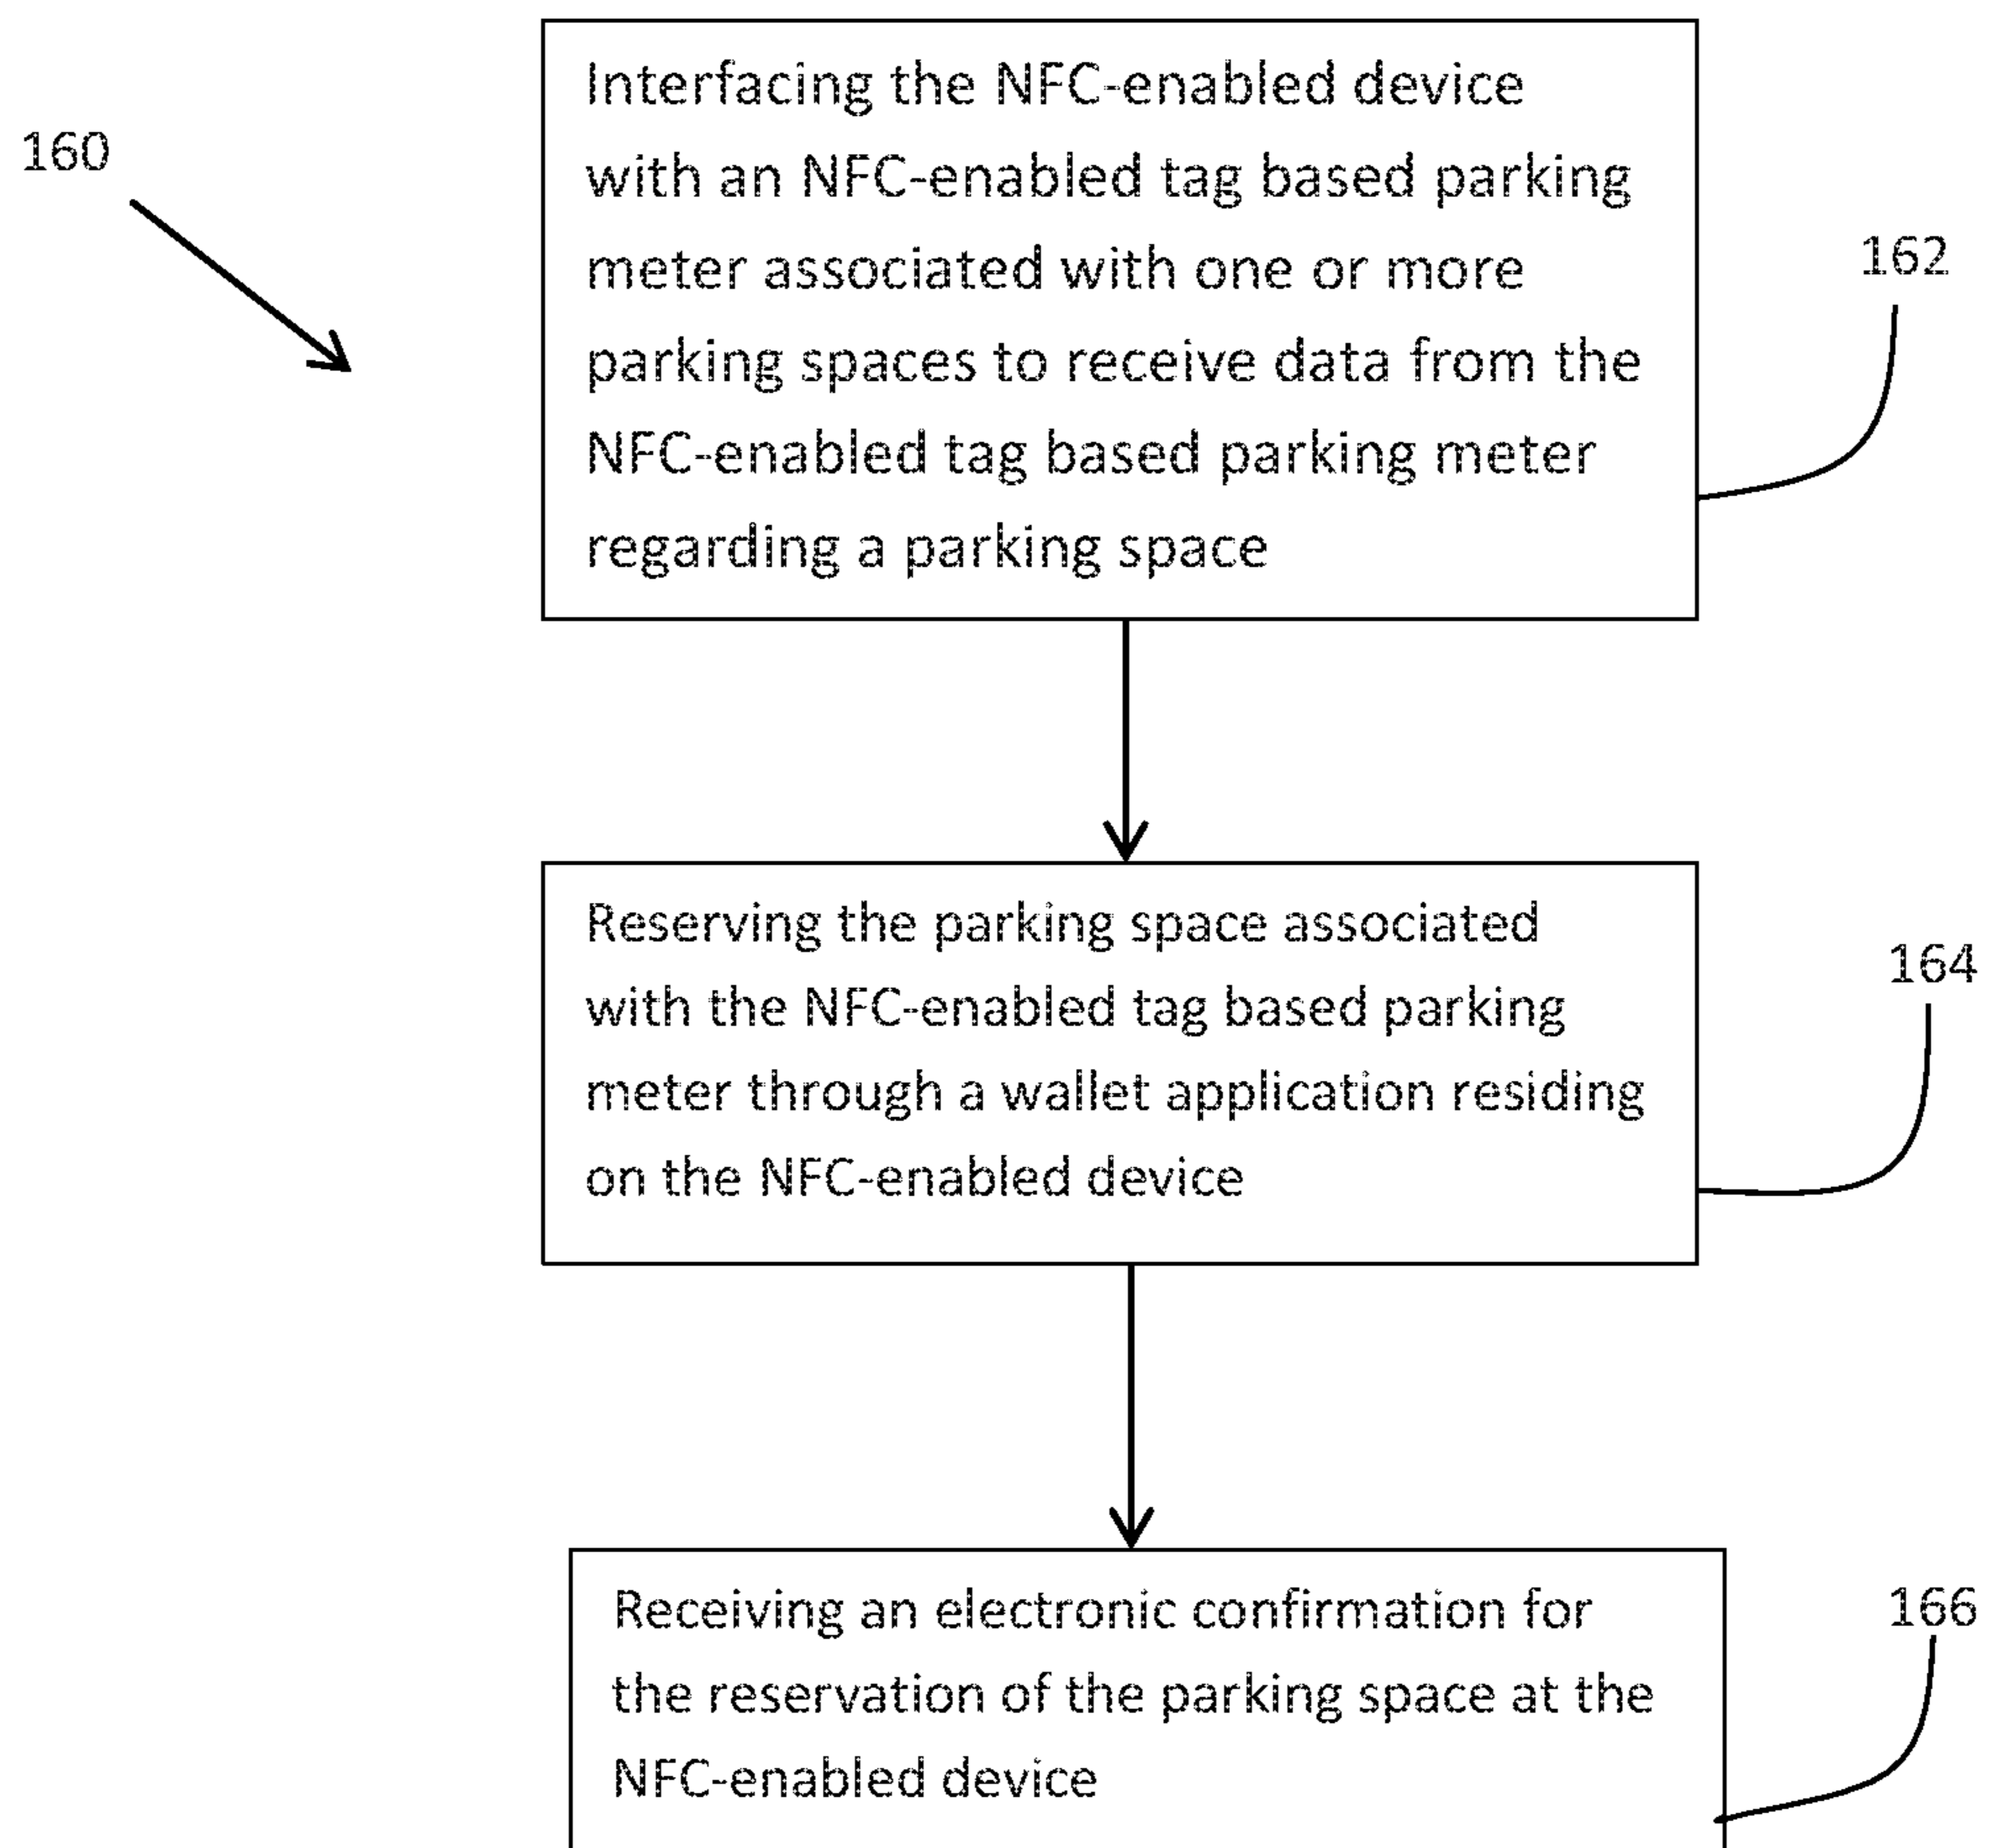 160
Interfacing the NFC-enabled device
with an NFC-enabled tag based parking
meter associated with one or more
parking spaces to receive data from the
NFC-enabled tag based parking meter
regarding a parking space
162
Reserving the parking space associated
with the NFC-enabled tag based parking
meter through a wallet application residing
on the NFC-enabled device
164
Receiving an electronic confirmation for
the reservation of the parking space at the
NFC-enabled device
166